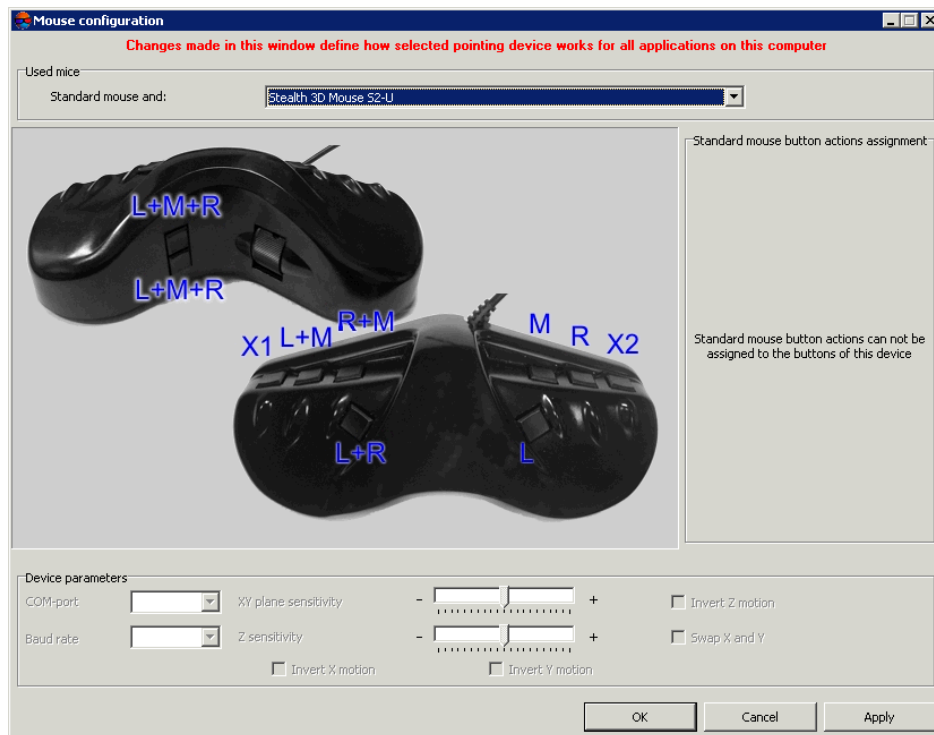 Mouse configuration
Changes made in this window define how selected pointing device works for all applications on this computer
Used mice
Standard mouse and:
Stealth 3D Mouse S2-U
Standard mouse button actions assignment
L+M+R
L+M+R
X1 L+M R+M M R X2
L+R L
Standard mouse button actions can not be
assigned to the buttons of this device
Device parameters
COM-port XY plane sensitivity - + Invert Z motion
Baud rate Z sensitivity - + Swap X and Y
Invert X motion Invert Y motion
OK Cancel Apply